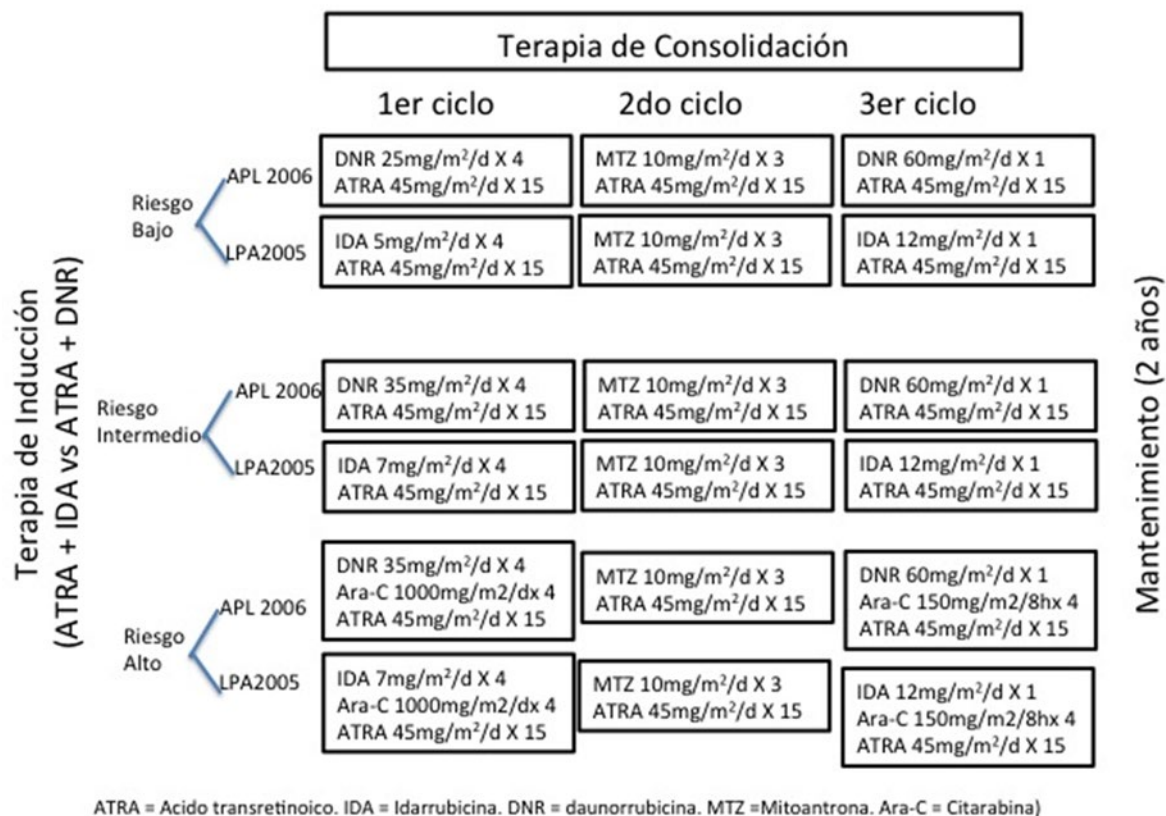 Terapia de Consolidación
1er ciclo
2do ciclo
3er ciclo
Terapia de Inducción
(ATRA + IDA vs ATRA + DNR)
Riesgo
Bajo
APL 2006
DNR 25mg/m²/d X 4
ATRA 45mg/m²/d X 15
MTZ 10mg/m²/d X 3
ATRA 45mg/m²/d X 15
DNR 60mg/m²/d X 1
ATRA 45mg/m²/d X 15
LPA2005
IDA 5mg/m²/d X 4
ATRA 45mg/m²/d X 15
MTZ 10mg/m²/d X 3
ATRA 45mg/m²/d X 15
IDA 12mg/m²/d X 1
ATRA 45mg/m²/d X 15
Riesgo
Intermedio
APL 2006
DNR 35mg/m²/d X 4
ATRA 45mg/m²/d X 15
MTZ 10mg/m²/d X 3
ATRA 45mg/m²/d X 15
DNR 60mg/m²/d X 1
ATRA 45mg/m²/d X 15
LPA2005
IDA 7mg/m²/d X 4
ATRA 45mg/m²/d X 15
MTZ 10mg/m²/d X 3
ATRA 45mg/m²/d X 15
IDA 12mg/m²/d X 1
ATRA 45mg/m²/d X 15
Riesgo
Alto
APL 2006
DNR 35mg/m²/d X 4
Ara-C 1000mg/m2/dx 4
ATRA 45mg/m²/d X 15
MTZ 10mg/m²/d X 3
ATRA 45mg/m²/d X 15
DNR 60mg/m²/d X 1
Ara-C 150mg/m2/8hx 4
ATRA 45mg/m²/d X 15
LPA2005
IDA 7mg/m²/d X 4
Ara-C 1000mg/m2/dx 4
ATRA 45mg/m²/d X 15
MTZ 10mg/m²/d X 3
ATRA 45mg/m²/d X 15
IDA 12mg/m²/d X 1
Ara-C 150mg/m2/8hx 4
ATRA 45mg/m²/d X 15
Mantenimiento (2 años)
ATRA = Acido transretinoico. IDA = Idarrubicina. DNR = daunorrubicina. MTZ =Mitoantrona. Ara-C = Citarabina)